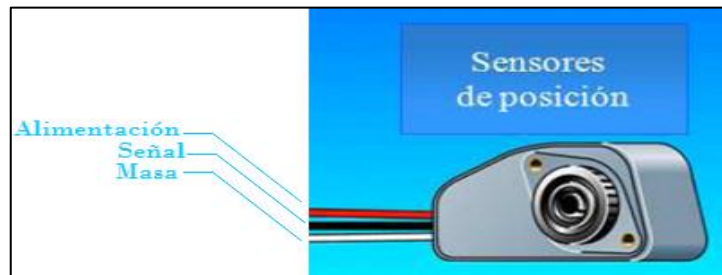 Sensores
de posición
Alimentación
Señal
Masa